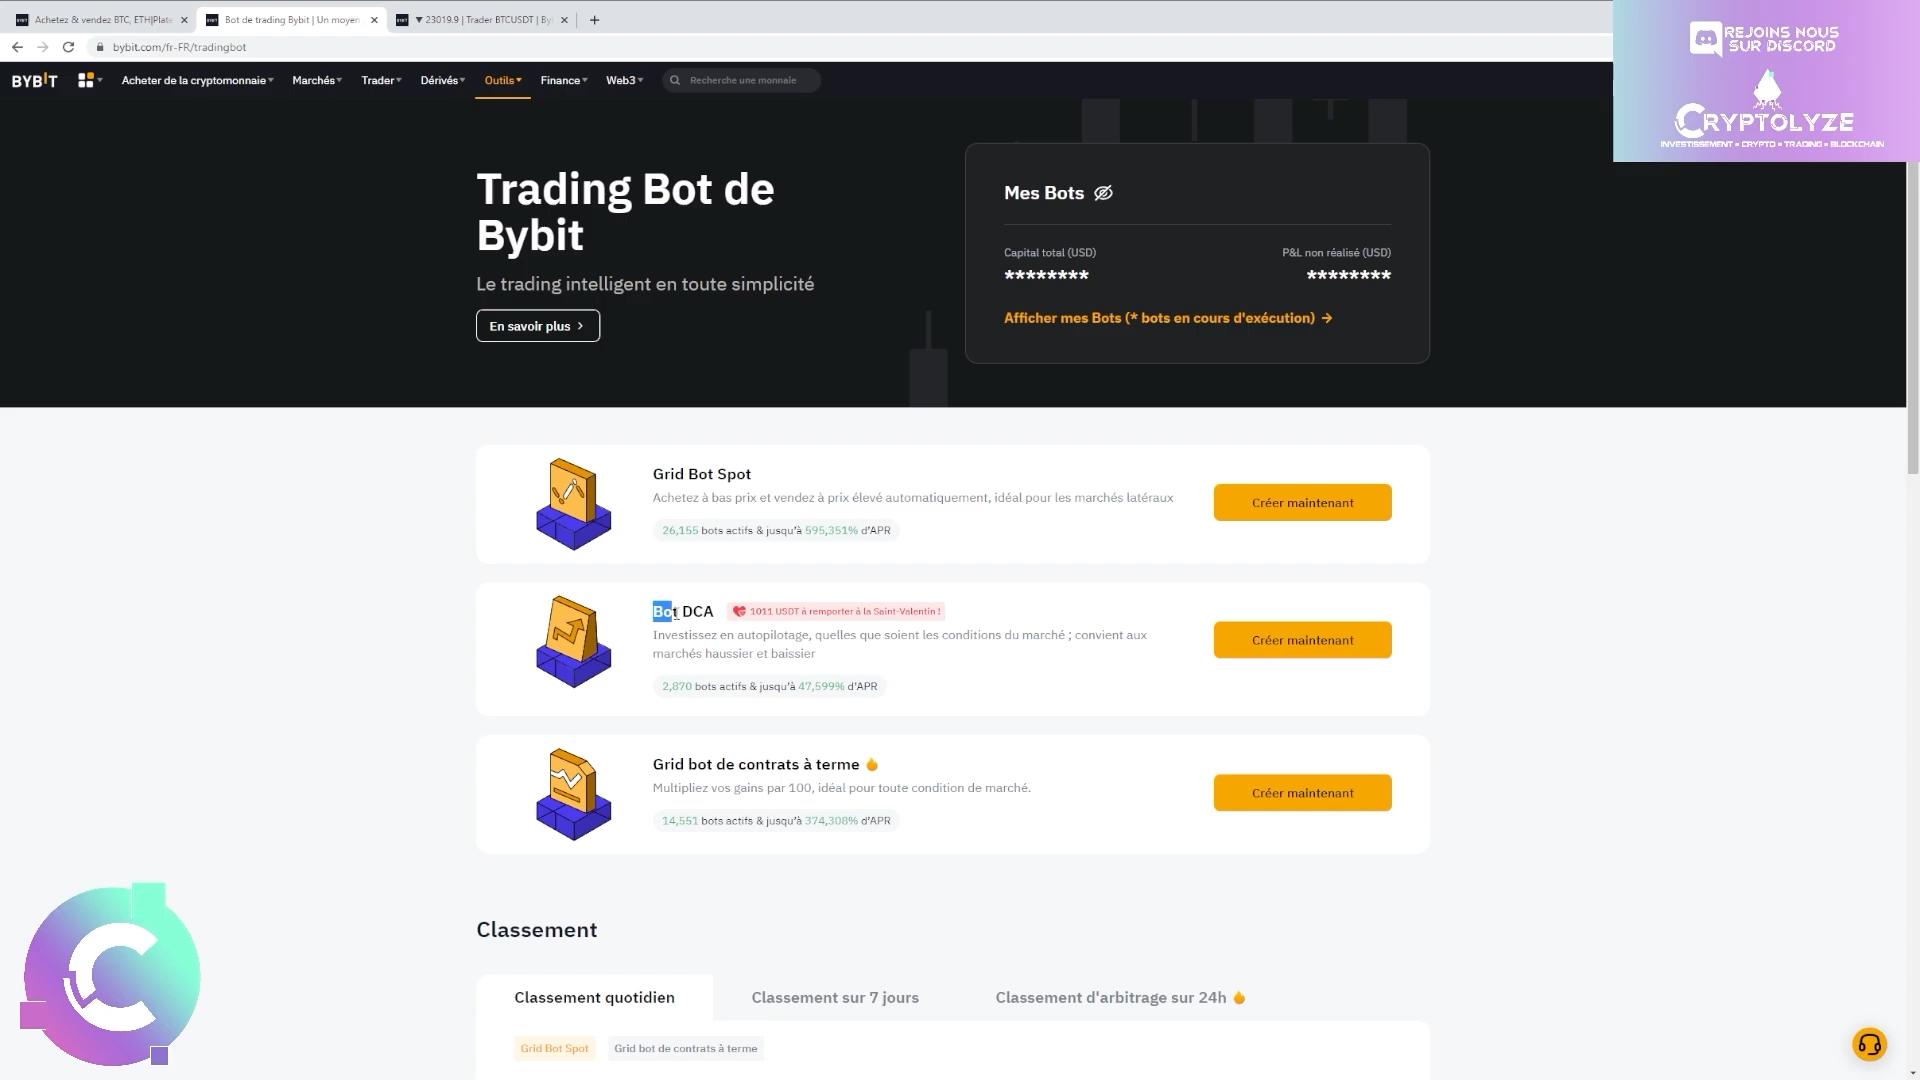 Achetez & vendez BTC, ETH|Plate
Bot de trading Bybit | Un moyen
▼ 23019.9 | Trader BTCUSDT | By
bybit.com/fr-FR/tradingbot
REJOINS NOUS
SUR DISCORD
CRYPTOLYZE
INVESTISSEMENT • CRYPTO • TRADING • BLOCKCHAIN
BYBIT
Acheter de la cryptomonnaie
Marchés
Trader
Dérivés
Outils
Finance
Web3
Recherche une monnaie
Trading Bot de
Bybit
Le trading intelligent en toute simplicité
En savoir plus >
Mes Bots
Capital total (USD)
P&L non réalisé (USD)
********
********
Afficher mes Bots (* bots en cours d'exécution) →
Grid Bot Spot
Achetez à bas prix et vendez à prix élevé automatiquement, idéal pour les marchés latéraux
26,155 bots actifs & jusqu'à 595,351% d'APR
Créer maintenant
Bot DCA
1011 USDT à remporter à la Saint-Valentin !
Investissez en autopilotage, quelles que soient les conditions du marché ; convient aux
marchés haussier et baissier
2,870 bots actifs & jusqu'à 47,599% d'APR
Créer maintenant
Grid bot de contrats à terme
Multipliez vos gains par 100, idéal pour toute condition de marché.
14,551 bots actifs & jusqu'à 374,308% d'APR
Créer maintenant
Classement
Classement quotidien
Classement sur 7 jours
Classement d'arbitrage sur 24h
Grid Bot Spot
Grid bot de contrats à terme